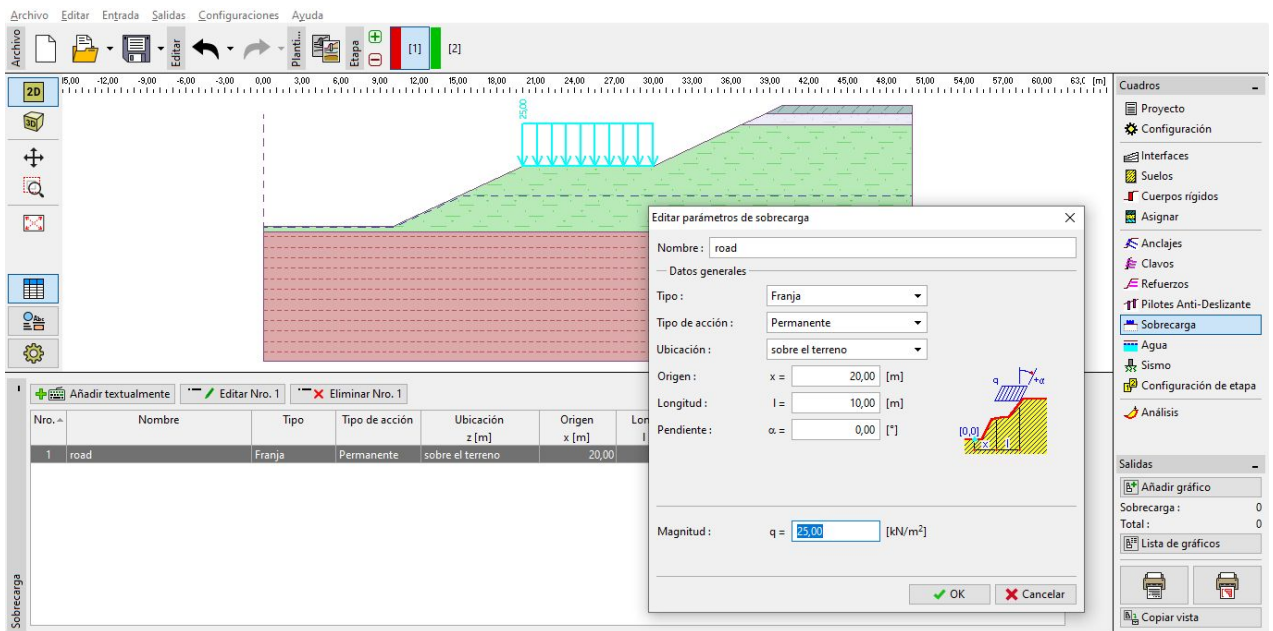 Archivo Editar Entrada Salidas Configuraciones Ayuda
Archivo
Editar
Planti...
Etapa
[1] [2]
5,00 -12,00 -9,00 -6,00 -3,00 0,00 3,00 6,00 9,00 12,00 15,00 18,00 21,00 24,00 27,00 30,00 33,00 36,00 39,00 42,00 45,00 48,00 51,00 54,00 57,00 60,00 63,0 [m]
2D
3D
25,00
Cuadros
Proyecto
Configuración
Interfaces
Suelos
Cuerpos rígidos
Asignar
Anclajes
Clavos
Refuerzos
Pilotes Anti-Deslizante
Sobrecarga
Agua
Sismo
Configuración de etapa
Análisis
Editar parámetros de sobrecarga
Nombre : road
Datos generales
Tipo : Franja
Tipo de acción : Permanente
Ubicación : sobre el terreno
Origen : x = 20,00 [m]
Longitud : l = 10,00 [m]
Pendiente : α = 0,00 [°]
q +α
[0,0]
x l
Magnitud : q = 25,00 [kN/m²]
OK Cancelar
Añadir textualmente Editar Nro. 1 Eliminar Nro. 1
Nro. Nombre Tipo Tipo de acción Ubicación Origen Lon
z [m] x [m] l
1 road Franja Permanente sobre el terreno 20,00
Sobrecarga
Salidas
Añadir gráfico
Sobrecarga : 0
Total : 0
Lista de gráficos
Copiar vista